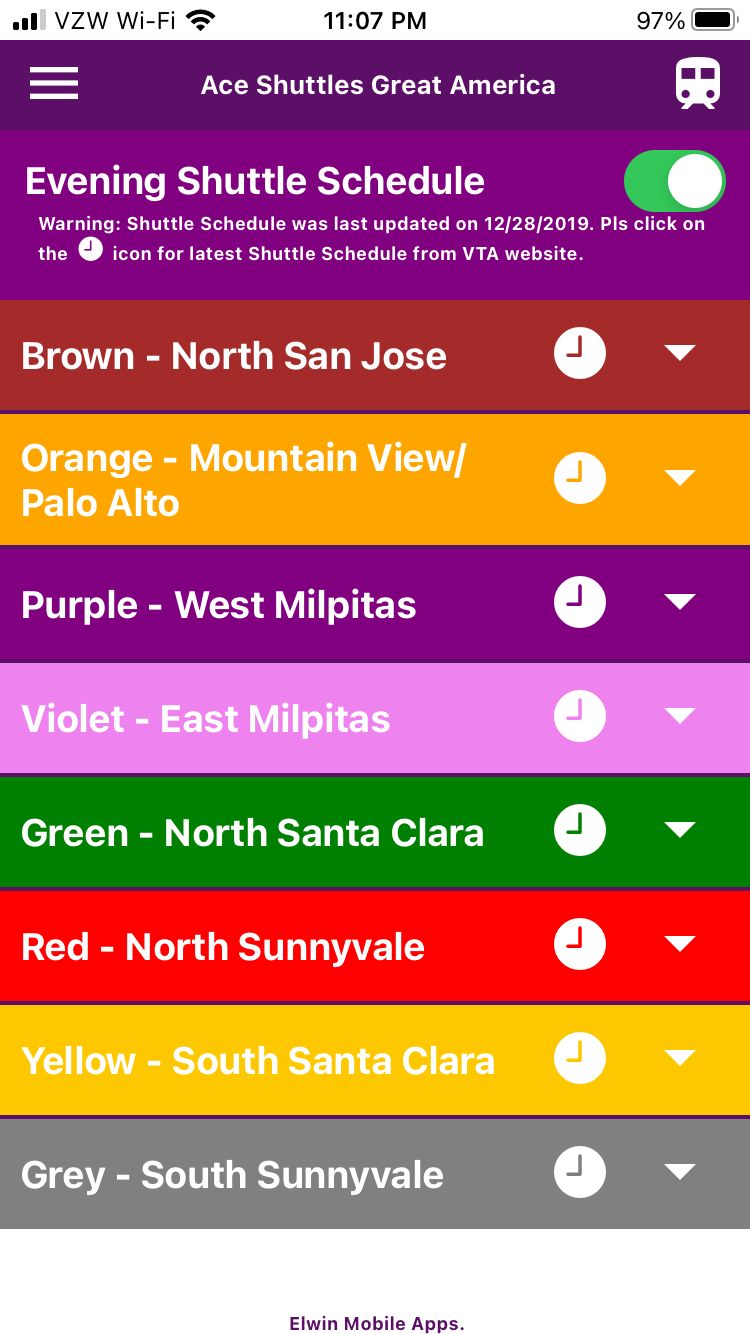 VZW Wi-Fi 11:07 PM 97%
Ace Shuttles Great America
Evening Shuttle Schedule
Warning: Shuttle Schedule was last updated on 12/28/2019. Pls click on
the icon for latest Shuttle Schedule from VTA website.
Brown - North San Jose
Orange - Mountain View/
Palo Alto
Purple - West Milpitas
Violet - East Milpitas
Green - North Santa Clara
Red - North Sunnyvale
Yellow - South Santa Clara
Grey - South Sunnyvale
Elwin Mobile Apps.